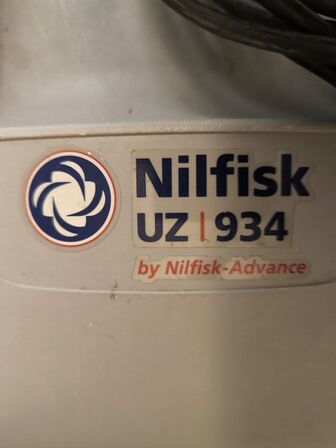 Nilfisk
UZ | 934
by Nilfisk-Advance